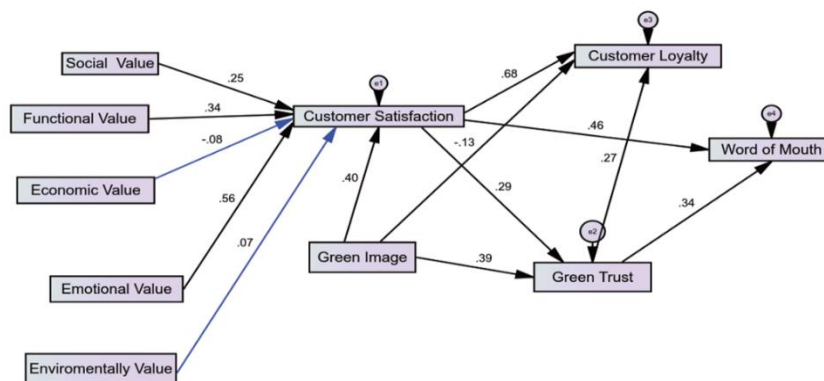 e3
Social Value
Customer Loyalty
.25
.68
e1
Functional Value
.34
Customer Satisfaction
e4
-.08
.46
-.13
Word of Mouth
Economic Value
.40
.29
.27
.56
.34
.07
e2
Green Image
.39
Green Trust
Emotional Value
Enviromentally Value